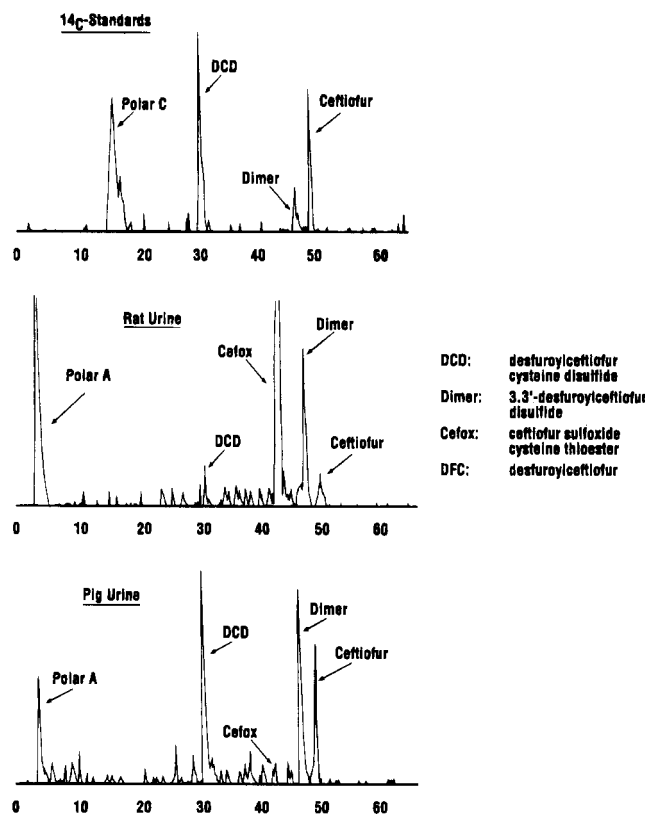 14C-Standards
DCD
Polar C
Ceftiofur
Dimer
0 10 20 30 40 50 60
Rat Urine
Dimer
Cefox
Polar A
DCD
Ceftiofur
0 10 20 30 40 50 60
DCD: desfuroylceftiofur
cysteine disulfide
Dimer: 3.3'-desfuroylceftiofur
disulfide
Cefox: ceftiofur sulfoxide
cysteine thioester
DFC: desfuroylceftiofur
Pig Urine
Dimer
DCD
Ceftiofur
Polar A
Cefox
0 10 20 30 40 50 60